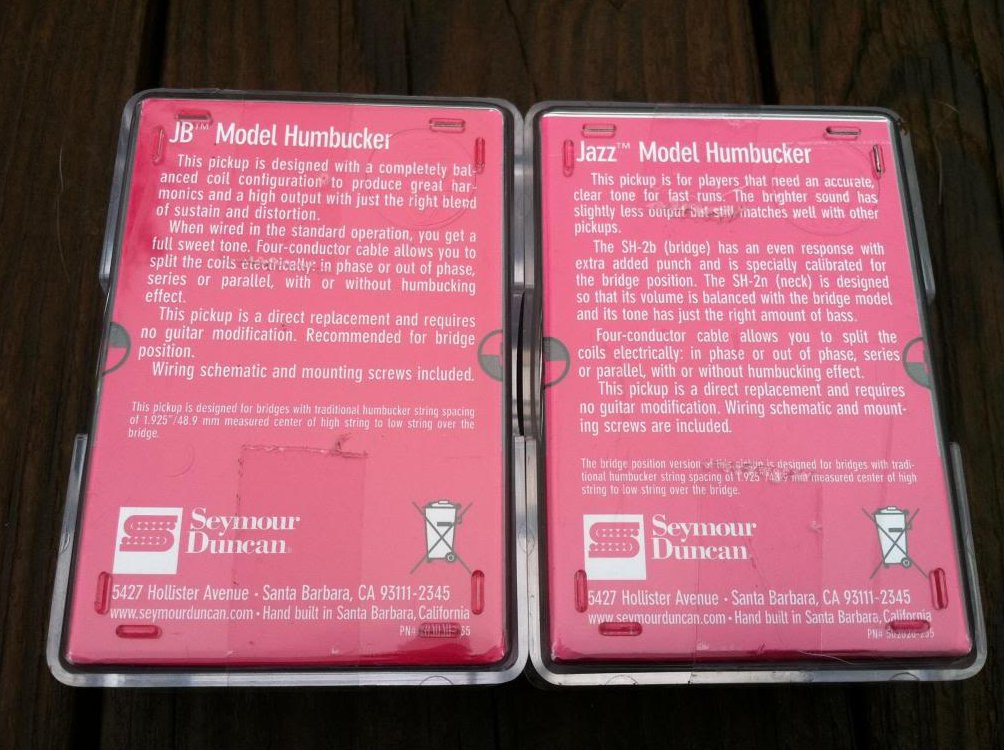 JB™ Model Humbucker
This pickup is designed with a completely bal-
anced coil configuration to produce great har-
monics and a high output with just the right blend
of sustain and distortion.
When wired in the standard operation, you get a
full sweet tone. Four-conductor cable allows you to
split the coils electrically: in phase or out of phase,
series or parallel, with or without humbucking
effect.
This pickup is a direct replacement and requires
no guitar modification. Recommended for bridge
position.
Wiring schematic and mounting screws included.
This pickup is designed for bridges with traditional humbucker string spacing
of 1.925"/48.9 mm measured center of high string to low string over the
bridge.
Seymour
Duncan®
5427 Hollister Avenue • Santa Barbara, CA 93111-2345
www.seymourduncan.com • Hand built in Santa Barbara, California
PN#
Jazz™ Model Humbucker
This pickup is for players that need an accurate,
clear tone for fast runs. The brighter sound has
slightly less output but still matches well with other
pickups.
The SH-2b (bridge) has an even response with
extra added punch and is specially calibrated for
the bridge position. The SH-2n (neck) is designed
so that its volume is balanced with the bridge model
and its tone has just the right amount of bass.
Four-conductor cable allows you to split the
coils electrically: in phase or out of phase, series
or parallel, with or without humbucking effect.
This pickup is a direct replacement and requires
no guitar modification. Wiring schematic and mount-
ing screws are included.
The bridge position version of this pickup is designed for bridges with tradi-
tional humbucker string spacing of 1.925"/48.9 mm measured center of high
string to low string over the bridge.
Seymour
Duncan
5427 Hollister Avenue • Santa Barbara, CA 93111-2345
www.seymourduncan.com • Hand built in Santa Barbara, California
PN#